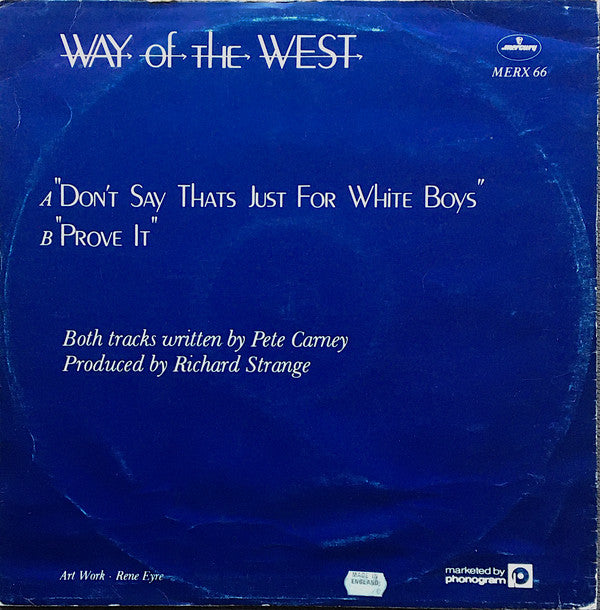 WAY OF THE WEST
mercury
MERX 66
A "DON'T SAY THATS JUST FOR WHITE BOYS"
B "PROVE IT"
Both tracks written by Pete Carney
Produced by Richard Strange
Art Work · Rene Eyre
MADE IN
ENGLAND
marketed by
phonogram